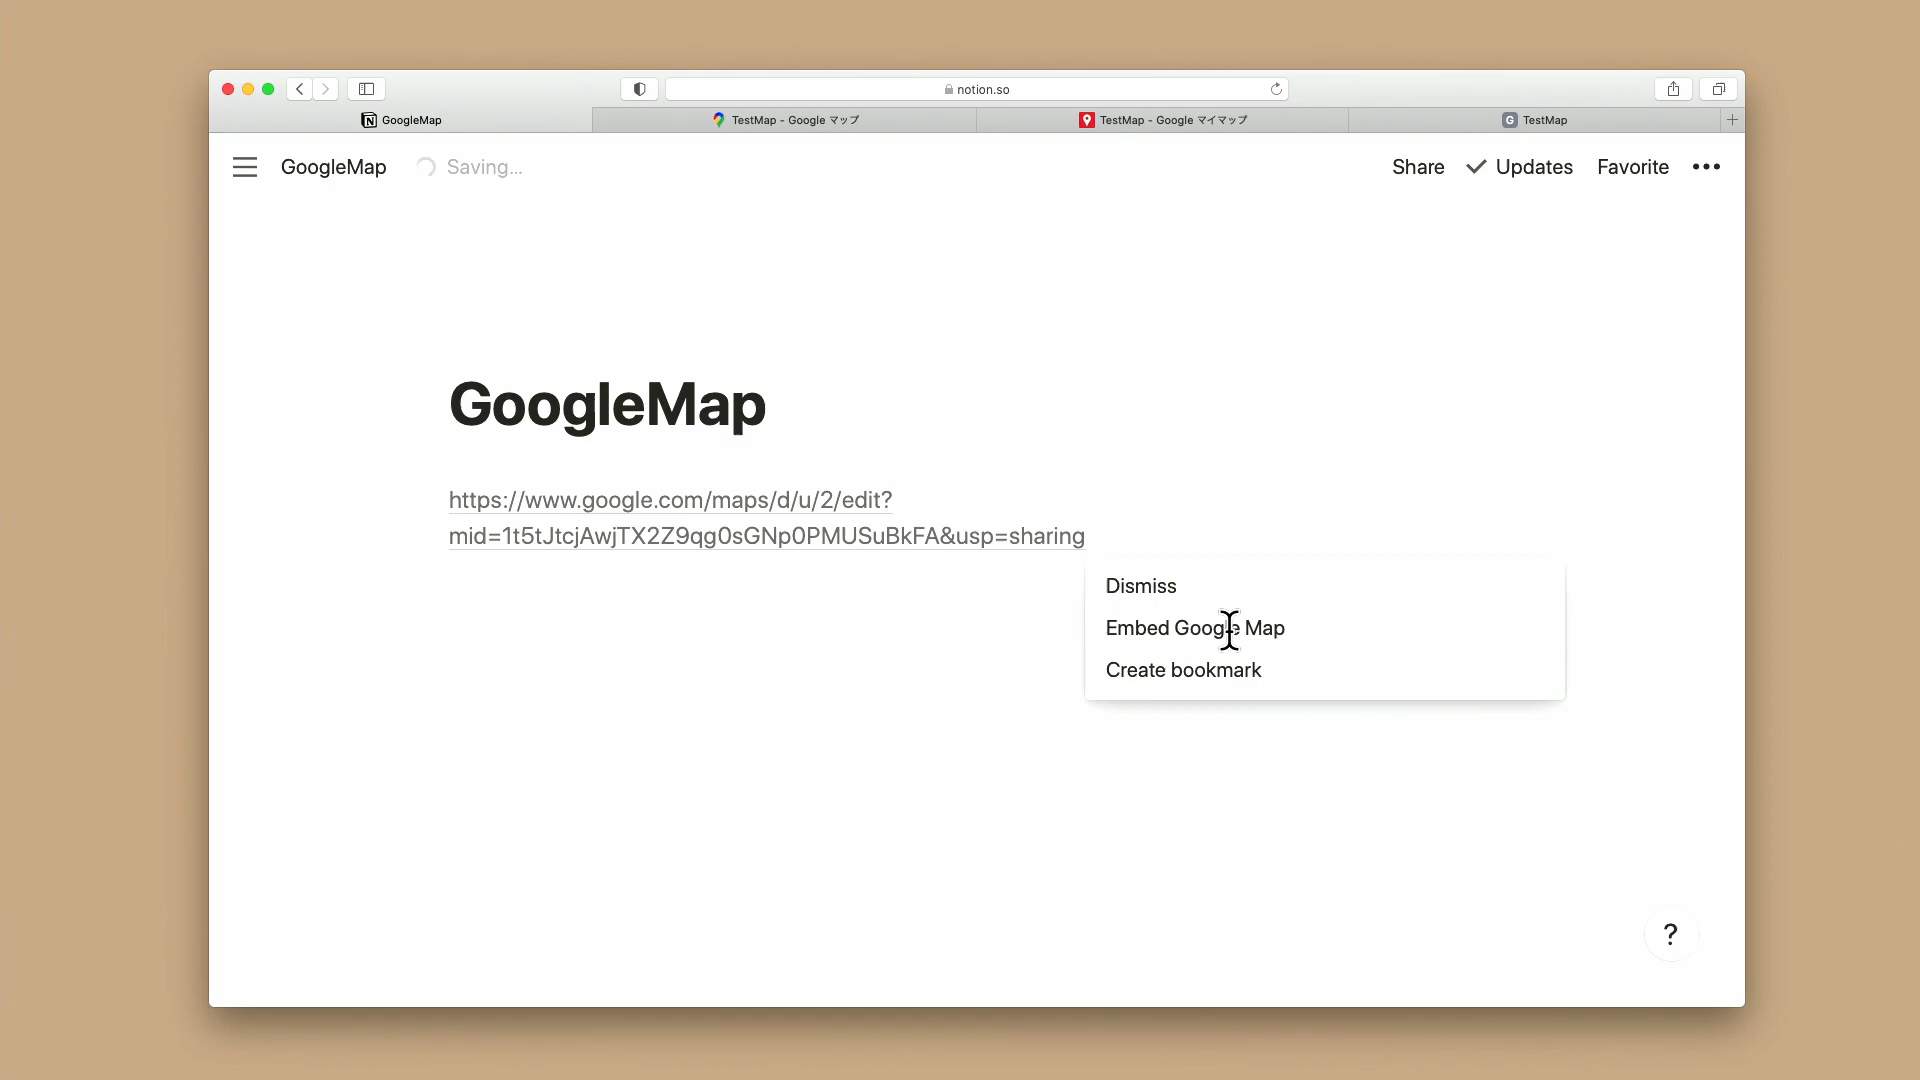 notion.so
GoogleMap
TestMap - Google マップ
TestMap - Google マイマップ
G TestMap
GoogleMap
Saving...
Share
Updates
Favorite
GoogleMap
https://www.google.com/maps/d/u/2/edit?
mid=1t5tJtcjAwjTX2Z9qg0sGNp0PMUSuBkFA&usp=sharing
Dismiss
Embed Google Map
Create bookmark
?